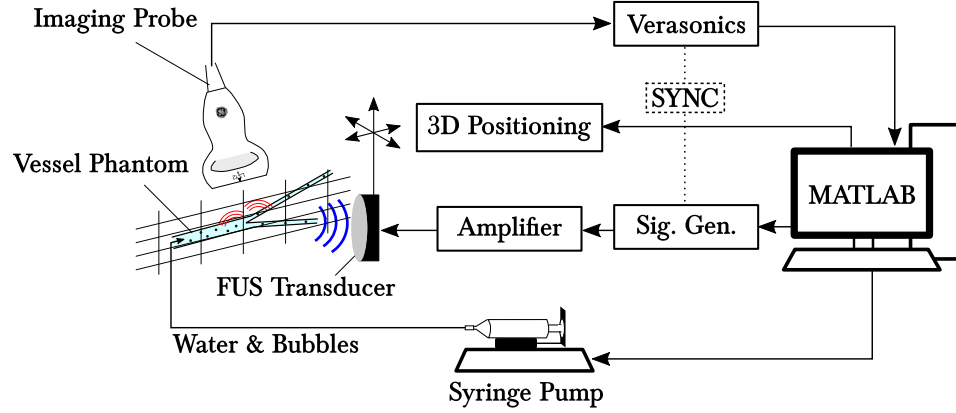 Imaging Probe
Verasonics
SYNC
3D Positioning
Vessel Phantom
MATLAB
Amplifier
Sig. Gen.
FUS Transducer
Water & Bubbles
Syringe Pump